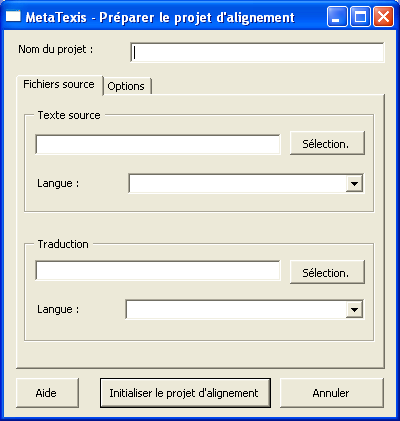 MetaTexis - Préparer le projet d'alignement
Nom du projet :
Fichiers source
Options
Texte source
Sélection.
Langue :
Traduction
Sélection.
Langue :
Aide
Initialiser le projet d'alignement
Annuler